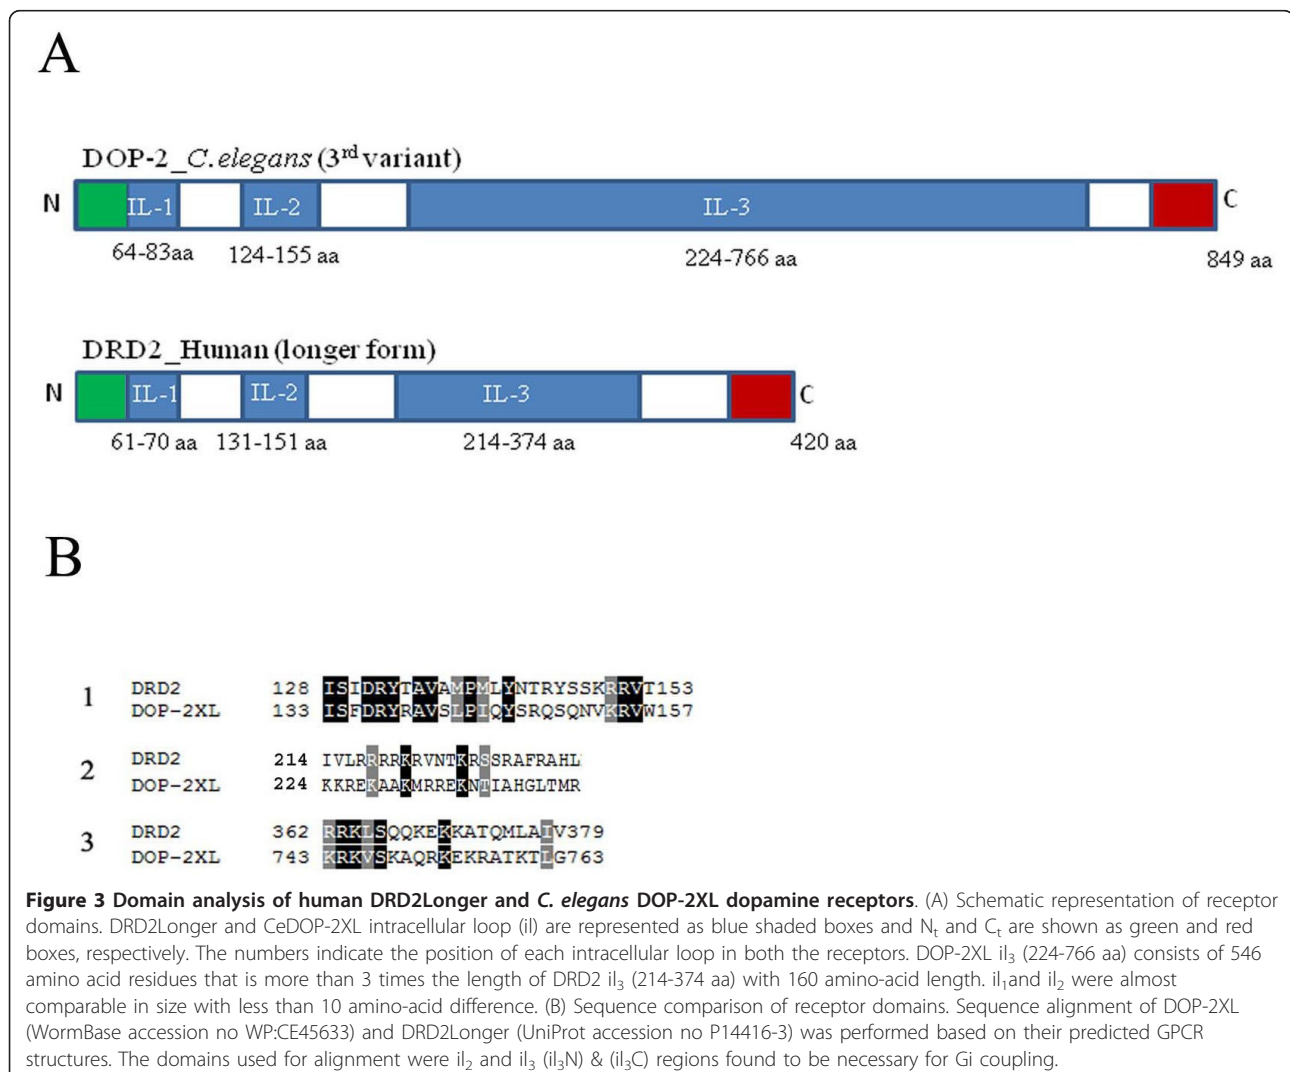 A
DOP-2_C.elegans (3rd variant)
N IL-1 IL-2 IL-3 C
64-83aa 124-155 aa 224-766 aa 849 aa
DRD2_Human (longer form)
N IL-1 IL-2 IL-3 C
61-70 aa 131-151 aa 214-374 aa 420 aa
B
1
DRD2 128 ISIDRYTAVAMPMLYNTRYSSKRRVT153
DOP-2XL 133 ISFDRYRAVSLPIQYSRQSQNVKRVW157
2
DRD2 214 IVLRRRRKRVNTKRSSRAFRAHL
DOP-2XL 224 KKREKAAKMRREKNTIAHGLTMR
3
DRD2 362 RRKLSQQKEKKATQMLAIV379
DOP-2XL 743 KRKVSKAQRKEKRATKTLG763
Figure 3 Domain analysis of human DRD2Longer and C. elegans DOP-2XL dopamine receptors. (A) Schematic representation of receptor
domains. DRD2Longer and CeDOP-2XL intracellular loop (il) are represented as blue shaded boxes and Nt and Ct are shown as green and red
boxes, respectively. The numbers indicate the position of each intracellular loop in both the receptors. DOP-2XL il3 (224-766 aa) consists of 546
amino acid residues that is more than 3 times the length of DRD2 il3 (214-374 aa) with 160 amino-acid length. il1and il2 were almost
comparable in size with less than 10 amino-acid difference. (B) Sequence comparison of receptor domains. Sequence alignment of DOP-2XL
(WormBase accession no WP:CE45633) and DRD2Longer (UniProt accession no P14416-3) was performed based on their predicted GPCR
structures. The domains used for alignment were il2 and il3 (il3N) & (il3C) regions found to be necessary for Gi coupling.